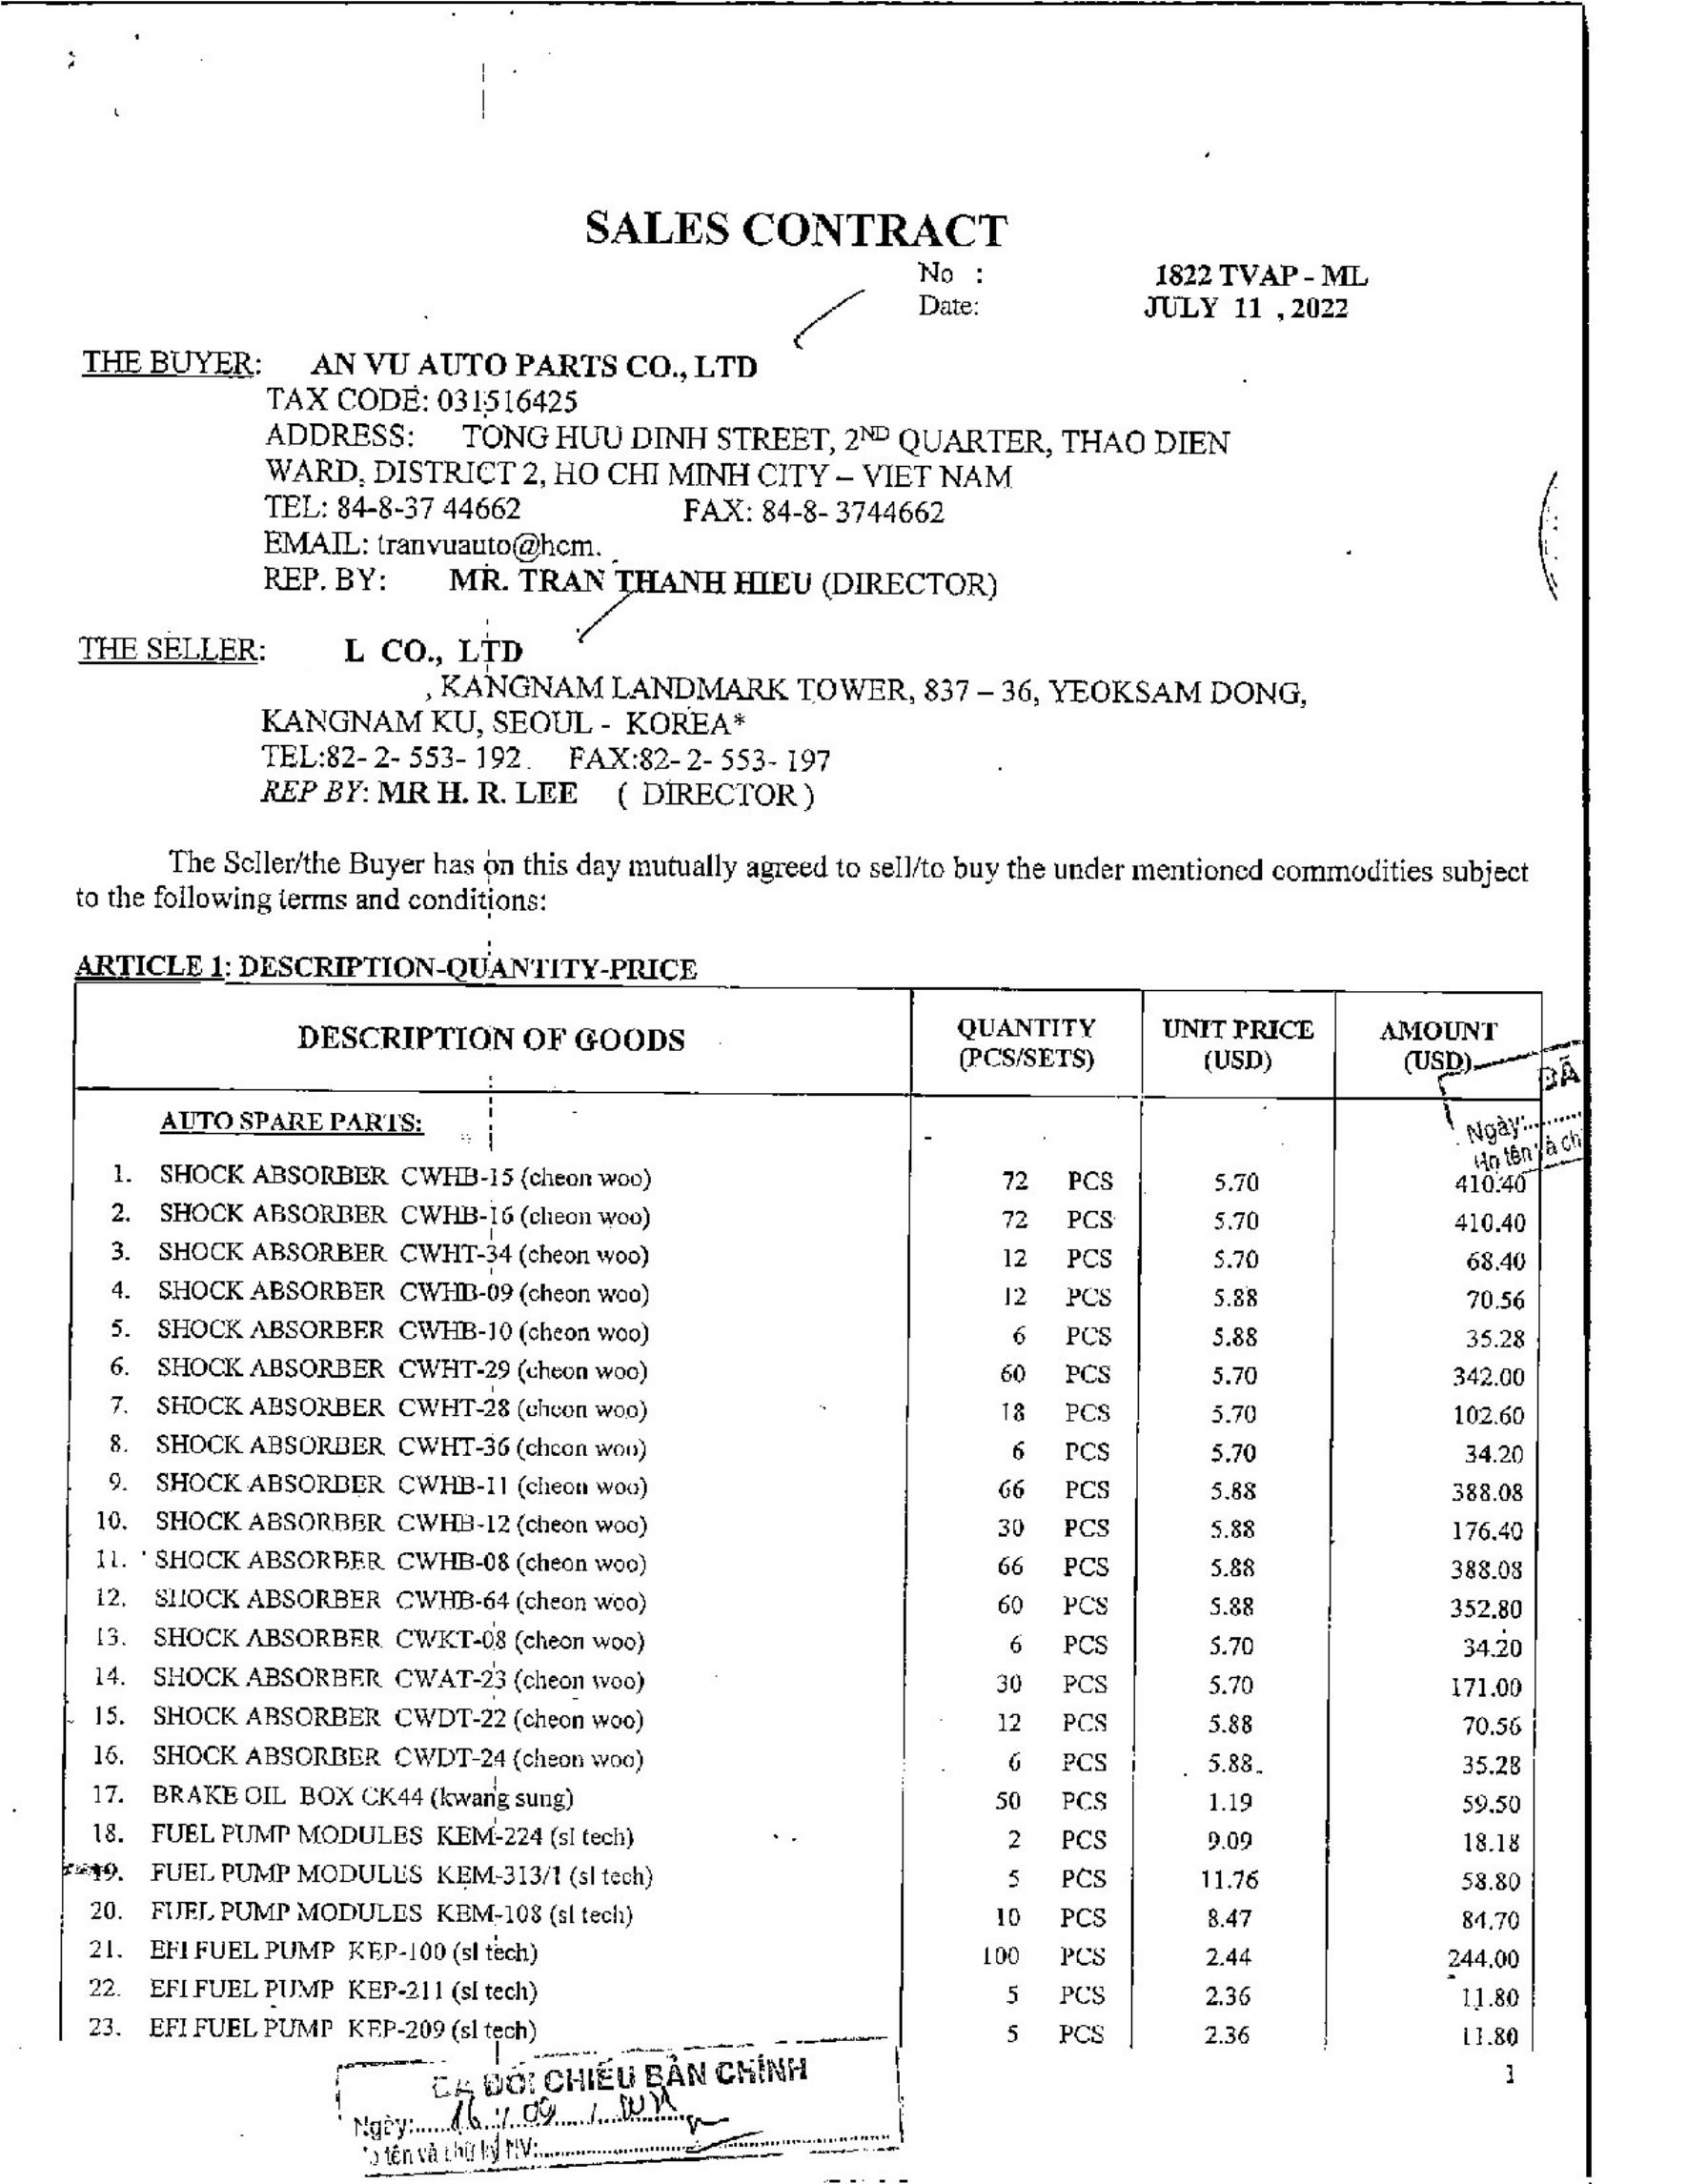 SALES CONTRACT
No : 1822 TVAP - ML
Date: JULY 11 , 2022
THE BUYER: AN VU AUTO PARTS CO., LTD
TAX CODE: 031516425
ADDRESS: TONG HUU DINH STREET, 2ND QUARTER, THAO DIEN
WARD, DISTRICT 2, HO CHI MINH CITY – VIET NAM
TEL: 84-8-37 44662 FAX: 84-8- 3744662
EMAIL: tranvuauto@hcm.
REP. BY: MR. TRAN THANH HIEU (DIRECTOR)
THE SELLER: L CO., LTD
, KANGNAM LANDMARK TOWER, 837 – 36, YEOKSAM DONG,
KANGNAM KU, SEOUL - KOREA*
TEL:82- 2- 553- 192. FAX:82- 2- 553- 197
REP BY: MR H. R. LEE ( DIRECTOR )
The Seller/the Buyer has on this day mutually agreed to sell/to buy the under mentioned commodities subject
to the following terms and conditions:
ARTICLE 1: DESCRIPTION-QUANTITY-PRICE
DESCRIPTION OF GOODS QUANTITY (PCS/SETS) UNIT PRICE (USD) AMOUNT (USD)
AUTO SPARE PARTS:
Ngày:
1. SHOCK ABSORBER CWHB-15 (cheon woo) 72 PCS 5.70 410.40
2. SHOCK ABSORBER CWHB-16 (cheon woo) 72 PCS 5.70 410.40
3. SHOCK ABSORBER CWHT-34 (cheon woo) 12 PCS 5.70 68.40
4. SHOCK ABSORBER CWHB-09 (cheon woo) 12 PCS 5.88 70.56
5. SHOCK ABSORBER CWHB-10 (cheon woo) 6 PCS 5.88 35.28
6. SHOCK ABSORBER CWHT-29 (cheon woo) 60 PCS 5.70 342.00
7. SHOCK ABSORBER CWHT-28 (cheon woo) 18 PCS 5.70 102.60
8. SHOCK ABSORBER CWHT-36 (cheon woo) 6 PCS 5.70 34.20
9. SHOCK ABSORBER CWHB-11 (cheon woo) 66 PCS 5.88 388.08
10. SHOCK ABSORBER CWHB-12 (cheon woo) 30 PCS 5.88 176.40
11. SHOCK ABSORBER CWHB-08 (cheon woo) 66 PCS 5.88 388.08
12. SHOCK ABSORBER CWHB-64 (cheon woo) 60 PCS 5.88 352.80
13. SHOCK ABSORBER CWKT-08 (cheon woo) 6 PCS 5.70 34.20
14. SHOCK ABSORBER CWAT-23 (cheon woo) 30 PCS 5.70 171.00
15. SHOCK ABSORBER CWDT-22 (cheon woo) 12 PCS 5.88 70.56
16. SHOCK ABSORBER CWDT-24 (cheon woo) 6 PCS 5.88 35.28
17. BRAKE OIL BOX CK44 (kwang sung) 50 PCS 1.19 59.50
18. FUEL PUMP MODULES KEM-224 (sl tech) 2 PCS 9.09 18.18
19. FUEL PUMP MODULES KEM-313/1 (sl tech) 5 PCS 11.76 58.80
20. FUEL PUMP MODULES KEM-108 (sl tech) 10 PCS 8.47 84.70
21. EFI FUEL PUMP KEP-100 (sl tech) 100 PCS 2.44 244.00
22. EFI FUEL PUMP KEP-211 (sl tech) 5 PCS 2.36 11.80
23. EFI FUEL PUMP KEP-209 (sl tech) 5 PCS 2.36 11.80
1
ĐÃ ĐỐI CHIẾU BẢN CHÍNH
Ngày: 16 / 09 /
tên và chữ ký NV: